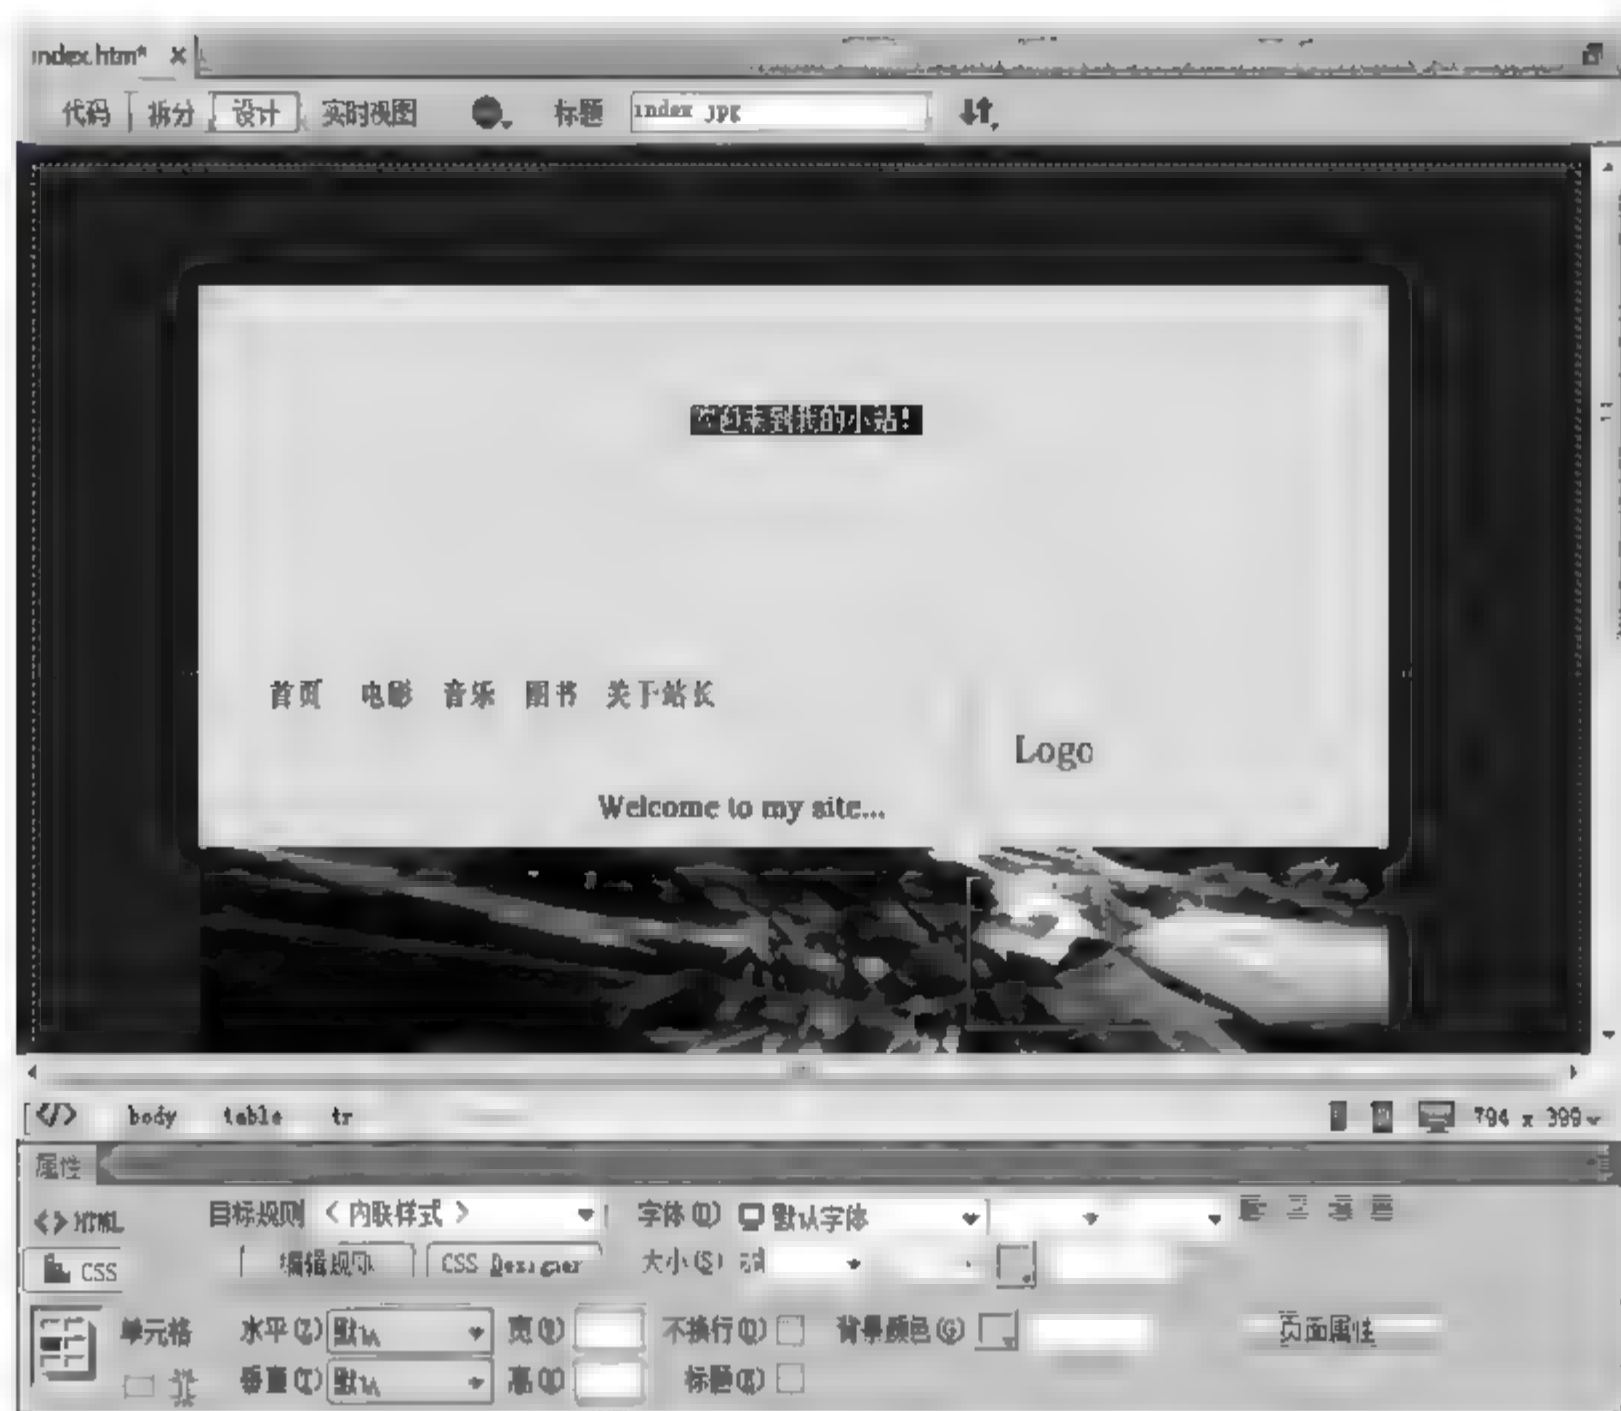 index.htm*
代码 拆分 设计 实时视图 标题 index jpg
来到我的小站!
首页 电影 音乐 图书 关于站长
Logo
Welcome to my site...
</> body table tr 794 x 399
属性
<> HTML 目标规则 < 内联样式 > 字体(O) 默认字体
CSS 编辑规则 CSS Designer 大小(S)
单元格 水平(Z) 默认 宽(W) 不换行(O) 背景颜色(G) 页面属性
垂直(T) 默认 高(H) 标题(E)